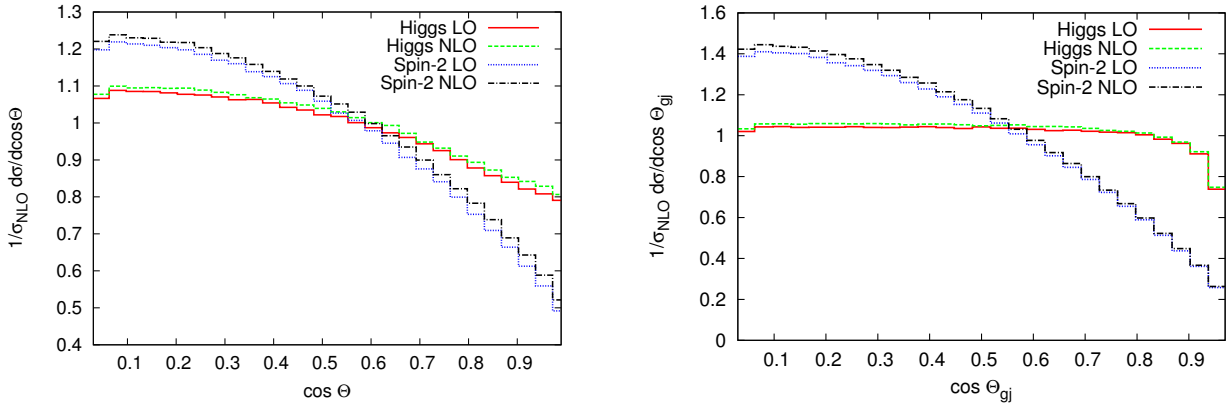 1/σNLO dσ/dcosΘ
1.3
1.2
1.1
1
0.9
0.8
0.7
0.6
0.5
0.4
Higgs LO
Higgs NLO
Spin-2 LO
Spin-2 NLO
0.1 0.2 0.3 0.4 0.5 0.6 0.7 0.8 0.9
cos Θ
1/σNLO dσ/dcos Θgj
1.6
1.4
1.2
1
0.8
0.6
0.4
0.2
0
Higgs LO
Higgs NLO
Spin-2 LO
Spin-2 NLO
0.1 0.2 0.3 0.4 0.5 0.6 0.7 0.8 0.9
cos Θgj